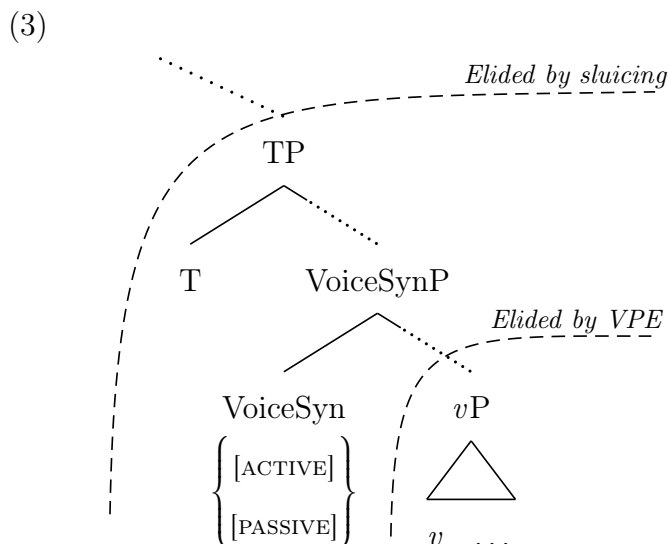 (3)
Elided by sluicing
TP
T VoiceSynP
Elided by VPE
VoiceSyn vP
[ACTIVE]
[PASSIVE]
v ...